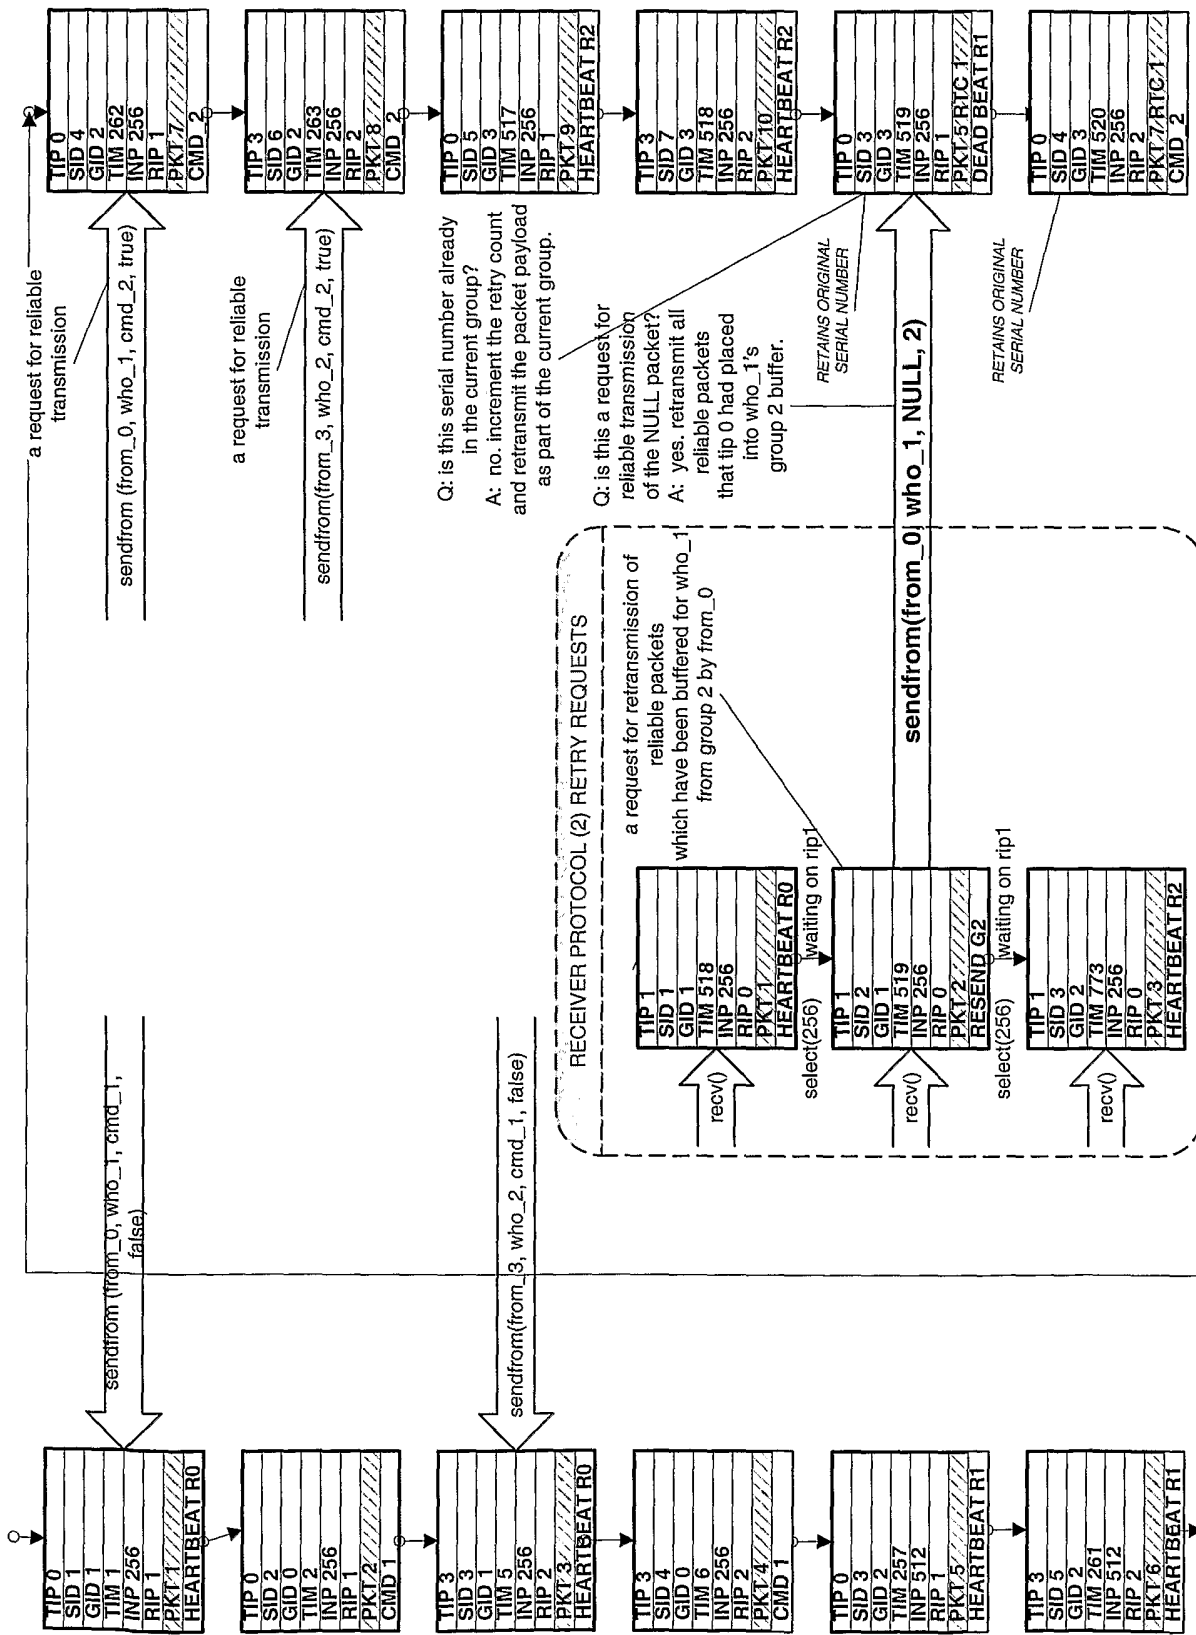 TIP 0
SID 1
GID 1
TIM 1
INP 256
RIP 1
PKT 1
HEARTBEAT R0
TIP 0
SID 2
GID 0
TIM 2
INP 256
RIP 1
PKT 2
CMD 1
TIP 3
SID 3
GID 1
TIM 5
INP 256
RIP 2
PKT 3
HEARTBEAT R0
TIP 3
SID 4
GID 0
TIM 6
INP 256
RIP 2
PKT 4
CMD 1
TIP 0
SID 3
GID 2
TIM 257
INP 512
RIP 1
PKT 5
HEARTBEAT R1
TIP 3
SID 5
GID 2
TIM 261
INP 512
RIP 2
PKT 6
HEARTBEAT R1
sendfrom (from_0, who_1, cmd_1,
false)
sendfrom(from_3, who_2, cmd_1, false)
RECEIVER PROTOCOL (2) RETRY REQUESTS
a request for retransmission of
reliable packets
which have been buffered for who_1
from group 2 by from_0
recv()
TIP 1
SID 1
GID 1
TIM 518
INP 256
RIP 0
PKT 1
HEARTBEAT R0
select(256)
waiting on rip1
recv()
TIP 1
SID 2
GID 1
TIM 519
INP 256
RIP 0
PKT 2
RESEND G2
select(256)
waiting on rip1
recv()
TIP 1
SID 3
GID 2
TIM 773
INP 256
RIP 0
PKT 3
HEARTBEAT R2
a request for reliable
transmission
sendfrom (from_0, who_1, cmd_2, true)
a request for reliable
transmission
sendfrom(from_3, who_2, cmd_2, true)
Q: is this serial number already
in the current group?
A: no. increment the retry count
and retransmit the packet payload
as part of the current group.
Q: is this a request for
reliable transmission
of the NULL packet?
A: yes. retransmit all
reliable packets
that tip 0 had placed
into who_1's
group 2 buffer.
sendfrom(from_0, who_1, NULL, 2)
RETAINS ORIGINAL
SERIAL NUMBER
RETAINS ORIGINAL
SERIAL NUMBER
TIP 0
SID 4
GID 2
TIM 262
INP 256
RIP 1
PKT 7
CMD_2
TIP 3
SID 6
GID 2
TIM 263
INP 256
RIP 2
PKT 8
CMD_2
TIP 0
SID 5
GID 3
TIM 517
INP 256
RIP 1
PKT 9
HEARTBEAT R2
TIP 3
SID 7
GID 3
TIM 518
INP 256
RIP 2
PKT 10
HEARTBEAT R2
TIP 0
SID 3
GID 3
TIM 519
INP 256
RIP 1
PKT 5 RTC 1
DEAD BEAT R1
TIP 0
SID 4
GID 3
TIM 520
INP 256
RIP 2
PKT 7 RTC 1
CMD 2